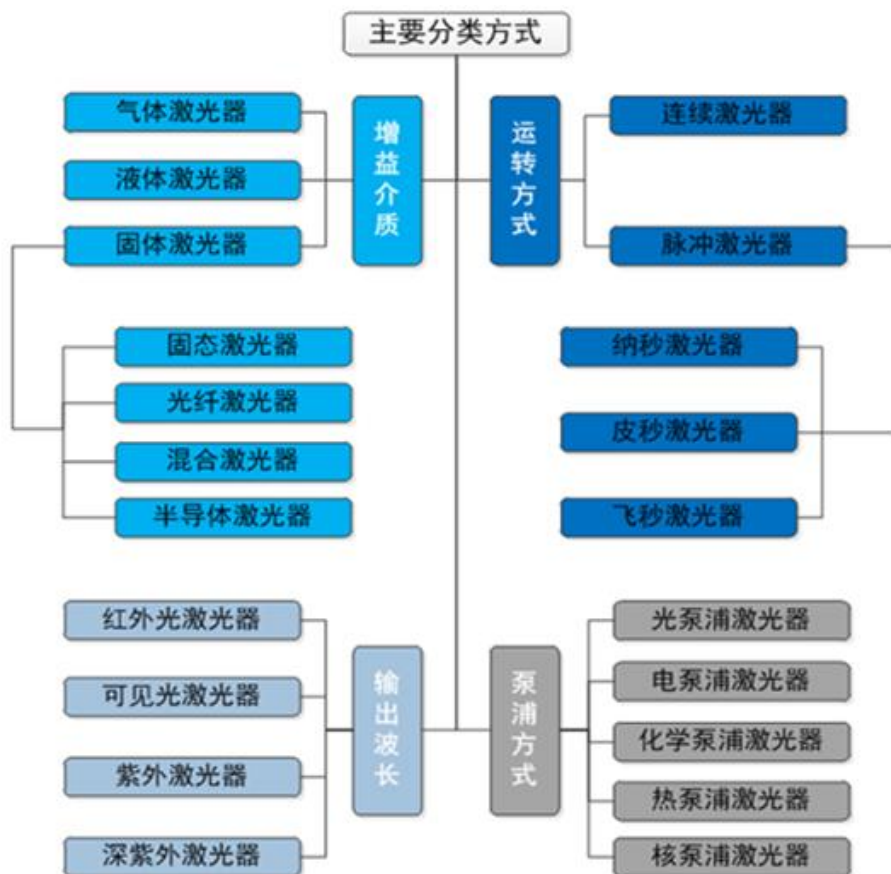 主要分类方式
增益介质
气体激光器
液体激光器
固体激光器
固态激光器
光纤激光器
混合激光器
半导体激光器
运转方式
连续激光器
脉冲激光器
纳秒激光器
皮秒激光器
飞秒激光器
输出波长
红外光激光器
可见光激光器
紫外激光器
深紫外激光器
泵浦方式
光泵浦激光器
电泵浦激光器
化学泵浦激光器
热泵浦激光器
核泵浦激光器